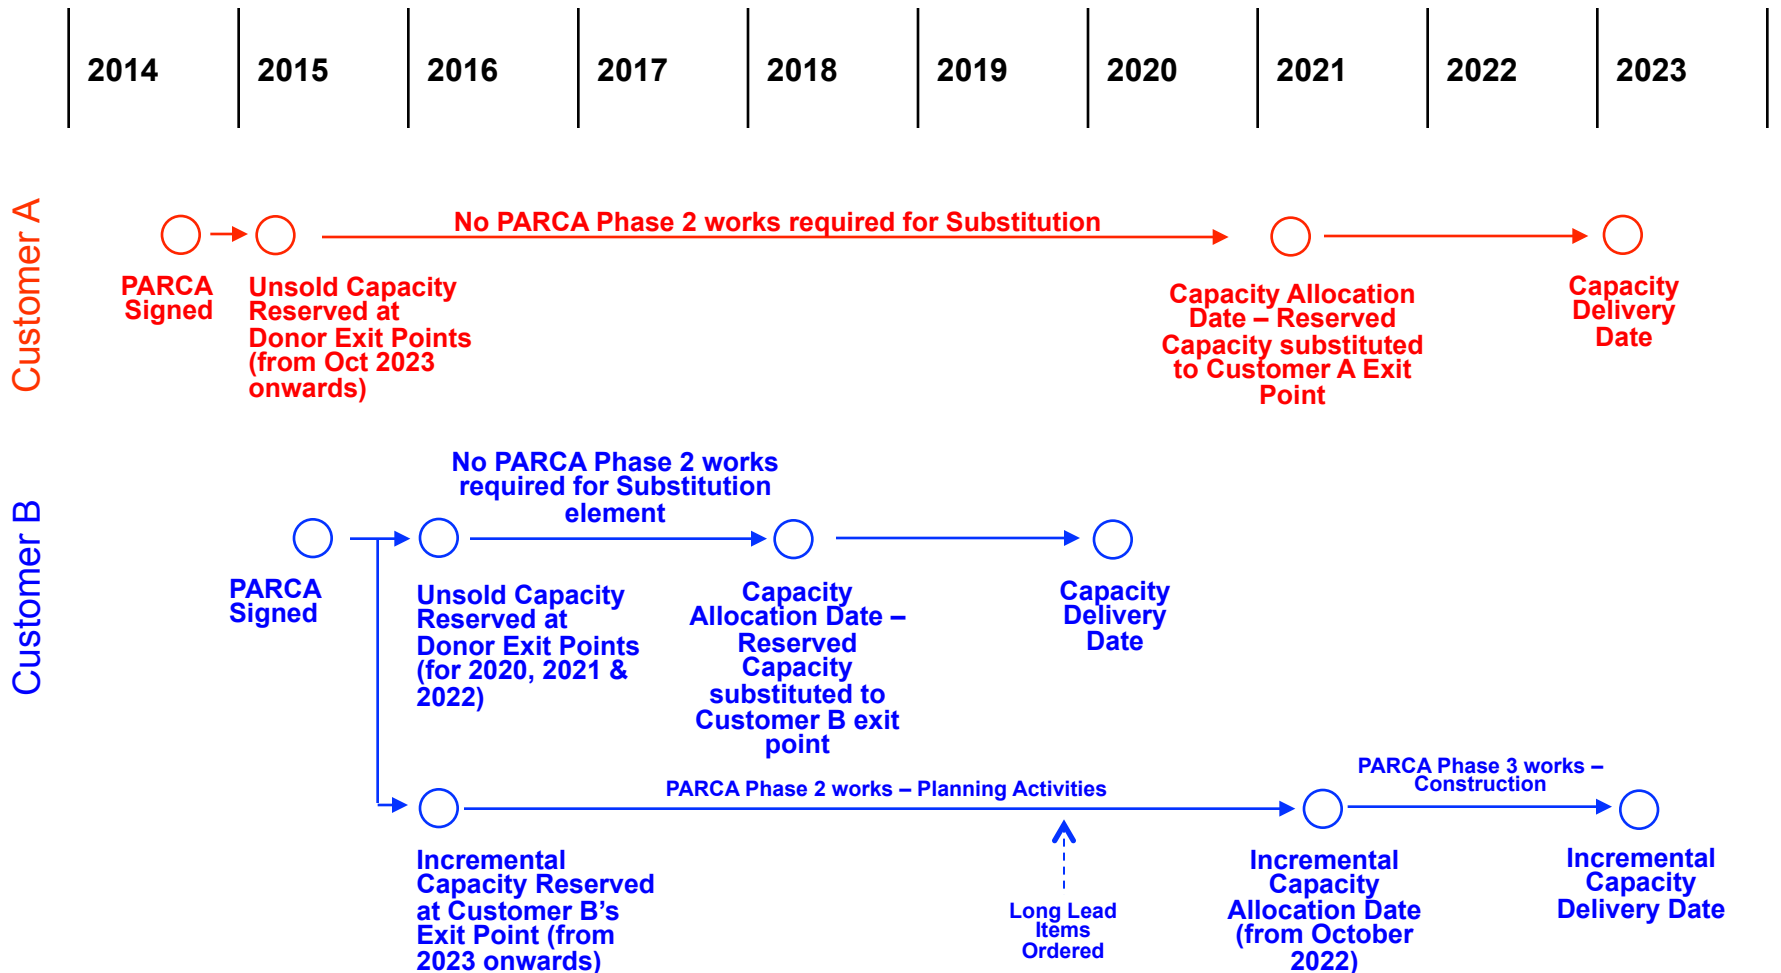 2014
2015
2016
2017
2018
2019
2020
2021
2022
2023
Customer A
No PARCA Phase 2 works required for Substitution
PARCA
Signed
Unsold Capacity
Reserved at
Donor Exit Points
(from Oct 2023
onwards)
Capacity Allocation
Date – Reserved
Capacity substituted
to Customer A Exit
Point
Capacity
Delivery
Date
Customer B
No PARCA Phase 2 works
required for Substitution
element
PARCA
Signed
Unsold Capacity
Reserved at
Donor Exit Points
(for 2020, 2021 &
2022)
Capacity
Allocation Date –
Reserved
Capacity
substituted to
Customer B exit
point
Capacity
Delivery
Date
PARCA Phase 2 works – Planning Activities
PARCA Phase 3 works –
Construction
Incremental
Capacity Reserved
at Customer B's
Exit Point (from
2023 onwards)
Long Lead
Items
Ordered
Incremental
Capacity
Allocation Date
(from October
2022)
Incremental
Capacity
Delivery Date